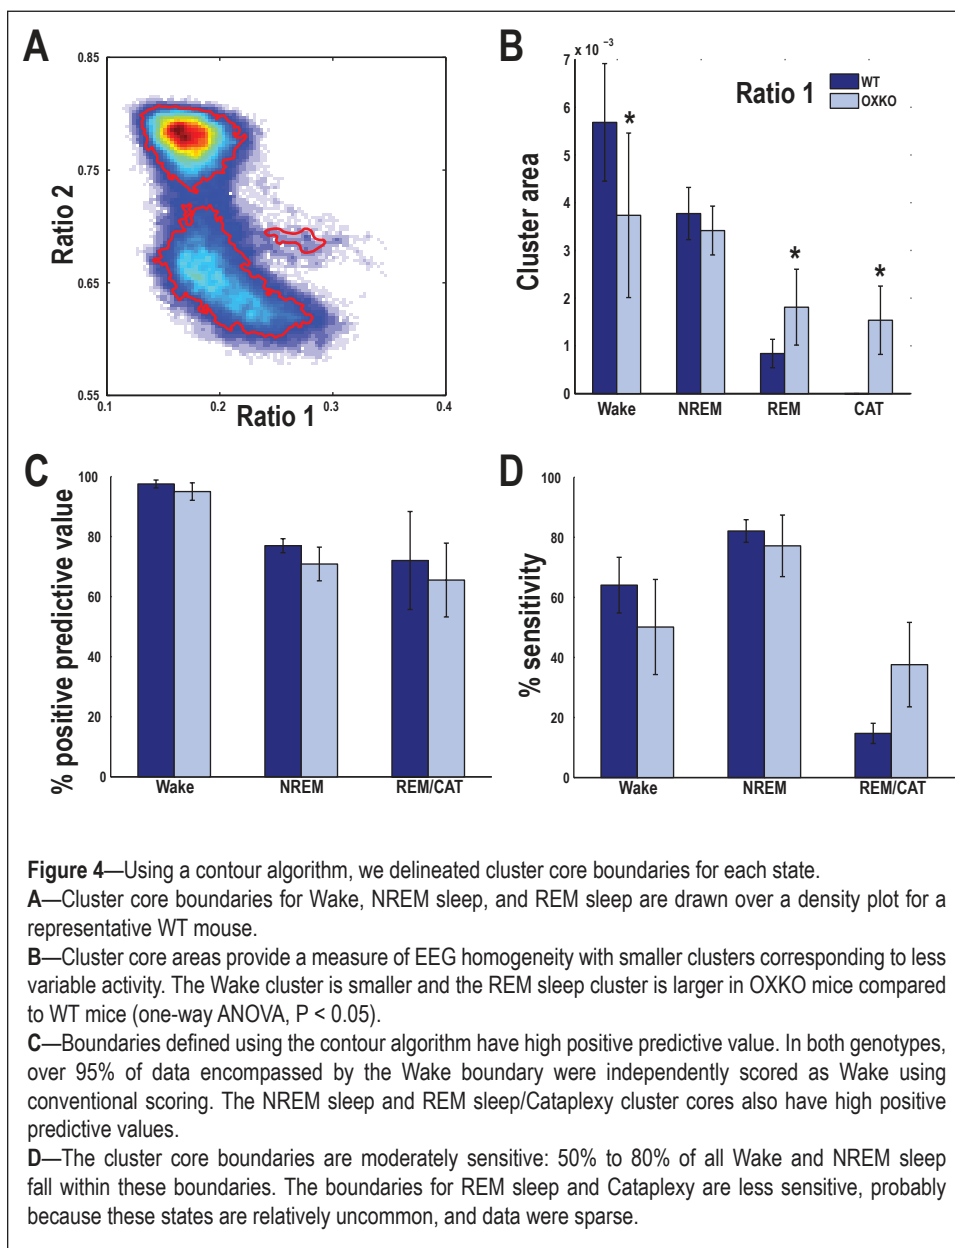 A
0.85
0.75
0.65
0.55
Ratio 2
0.1
0.2
0.3
0.4
Ratio 1
B
x 10 -3
7
6
5
4
3
2
1
0
Cluster area
Ratio 1
WT
OXKO
*
*
*
Wake NREM REM CAT
C
100
80
60
40
20
0
% positive predictive value
Wake NREM REM/CAT
D
100
80
60
40
20
0
% sensitivity
Wake NREM REM/CAT
Figure 4—Using a contour algorithm, we delineated cluster core boundaries for each state.
A—Cluster core boundaries for Wake, NREM sleep, and REM sleep are drawn over a density plot for a
representative WT mouse.
B—Cluster core areas provide a measure of EEG homogeneity with smaller clusters corresponding to less
variable activity. The Wake cluster is smaller and the REM sleep cluster is larger in OXKO mice compared
to WT mice (one-way ANOVA, P < 0.05).
C—Boundaries defined using the contour algorithm have high positive predictive value. In both genotypes,
over 95% of data encompassed by the Wake boundary were independently scored as Wake using
conventional scoring. The NREM sleep and REM sleep/Cataplexy cluster cores also have high positive
predictive values.
D—The cluster core boundaries are moderately sensitive: 50% to 80% of all Wake and NREM sleep
fall within these boundaries. The boundaries for REM sleep and Cataplexy are less sensitive, probably
because these states are relatively uncommon, and data were sparse.